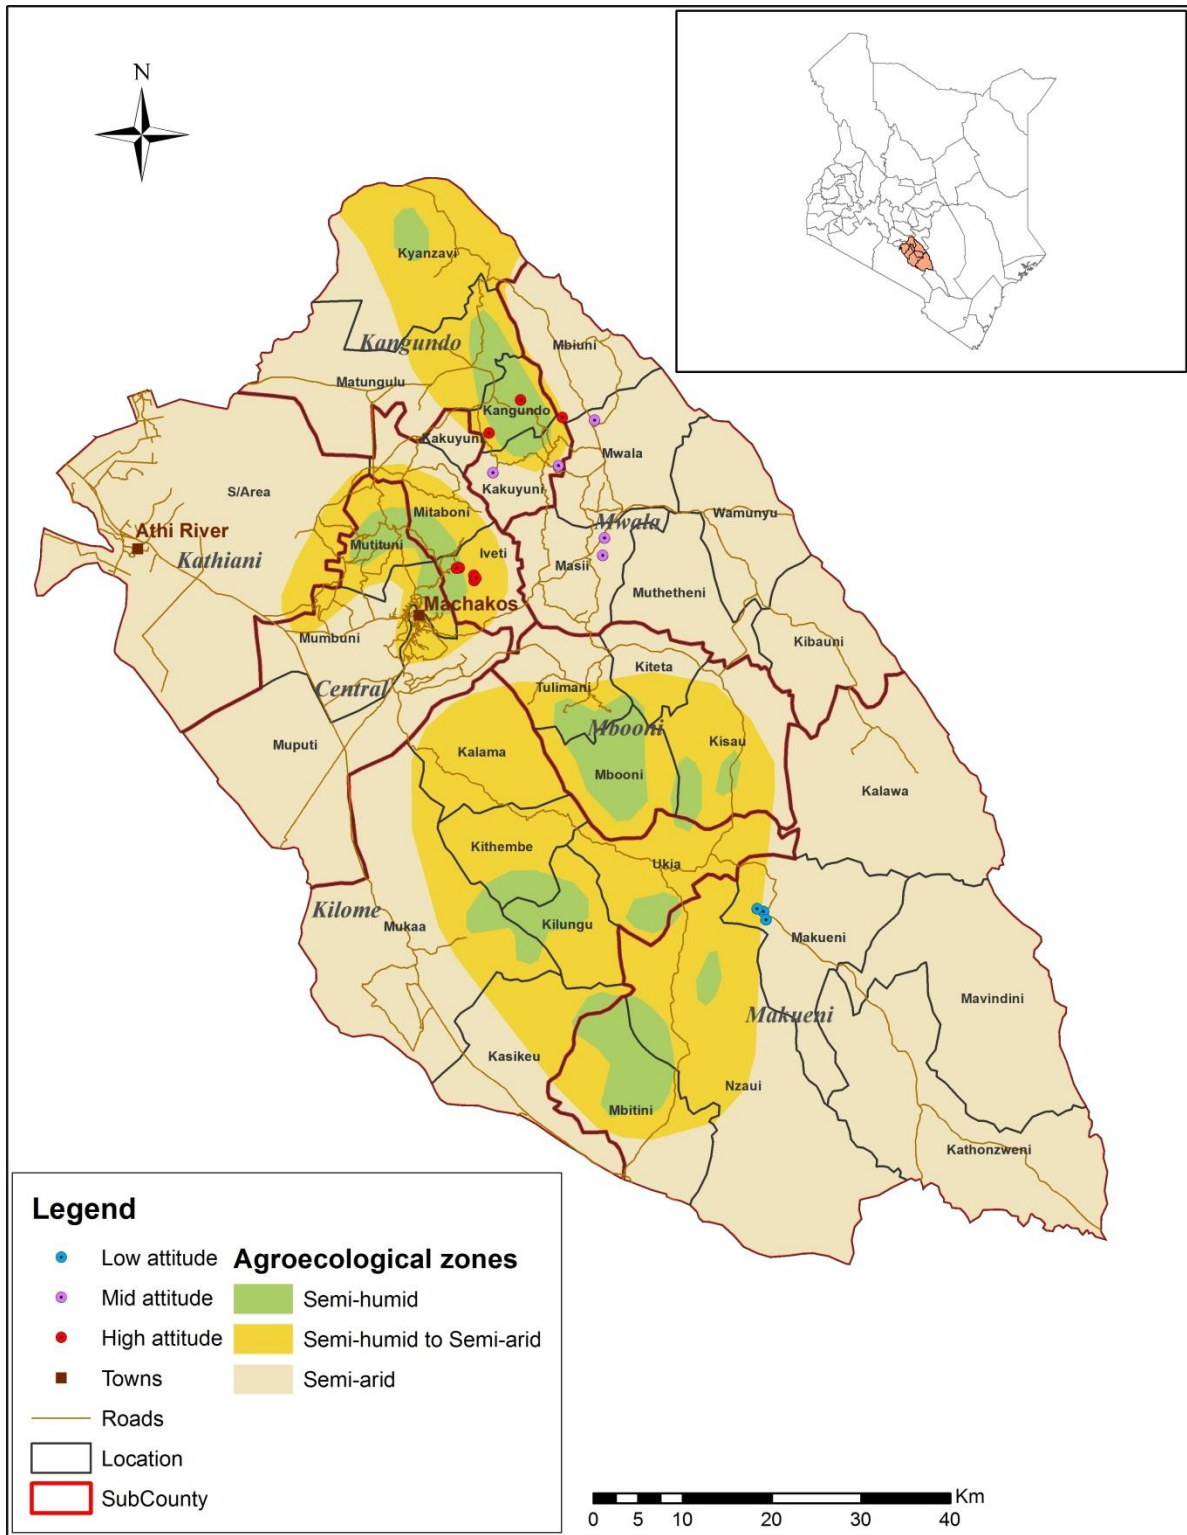 N
Kyanzavi
Kangundo
Mbiuni
Matungulu
Kangundo
Kakuyuni
Mwala
Kakuyuni
S/Area
Mitaboni
Wamunyu
Mwala
Athi River
Mutituni
Iveti
Kathiani
Masii
Muthetheni
Machakos
Mumbuni
Kibauni
Kiteta
Central
Tulimani
Mbooni
Muputi
Kalama
Kisau
Mbooni
Kalawa
Kithembe
Ukia
Kilome
Mukaa
Kilungu
Makueni
Mavindini
Makueni
Kasikeu
Nzaui
Mbitini
Kathonzweni
Legend
Low attitude
Mid attitude
High attitude
Towns
Roads
Location
SubCounty
Agroecological zones
Semi-humid
Semi-humid to Semi-arid
Semi-arid
Km
0 5 10 20 30 40